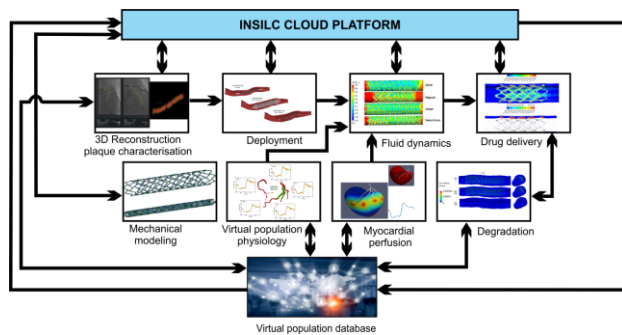 INSILC CLOUD PLATFORM
3D Reconstruction
plaque characterisation
Deployment
Fluid dynamics
Drug delivery
Mechanical
modeling
Virtual population
physiology
Myocardial
perfusion
Degradation
Virtual population database